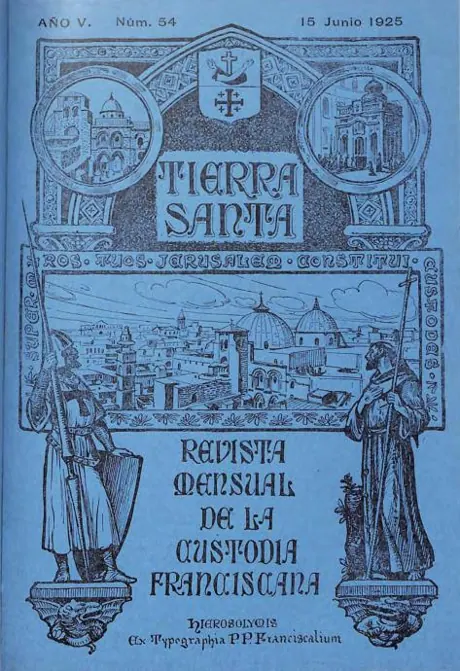 AÑO V. Núm. 54 15 Junio 1925
TIERRA
SANTA
SUPER MUROS TUOS JERUSALEM CONSTITUI CUSTODES
REVISTA
MENSUAL
DE LA
CUSTODIA
FRANCISCANA
HIEROSOLYMIS
Ex Typographia P.P. Franciscalium